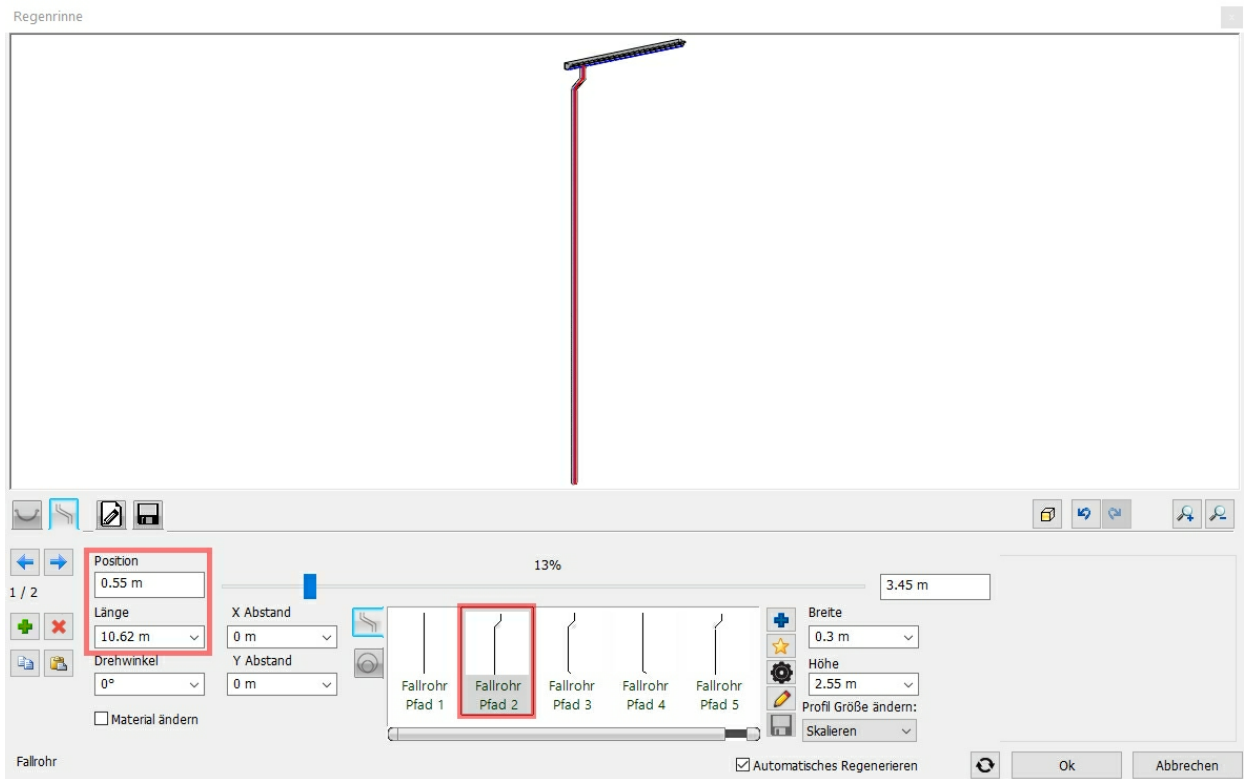 Regenrinne
Position
0.55 m
13%
3.45 m
1 / 2
Länge
X Abstand
Breite
10.62 m
0 m
0.3 m
Drehwinkel
Y Abstand
Höhe
0°
0 m
2.55 m
Fallrohr
Pfad 1
Fallrohr
Pfad 2
Fallrohr
Pfad 3
Fallrohr
Pfad 4
Fallrohr
Pfad 5
Profil Größe ändern:
Material ändern
Skalieren
Fallrohr
Automatisches Regenerieren
Ok
Abbrechen